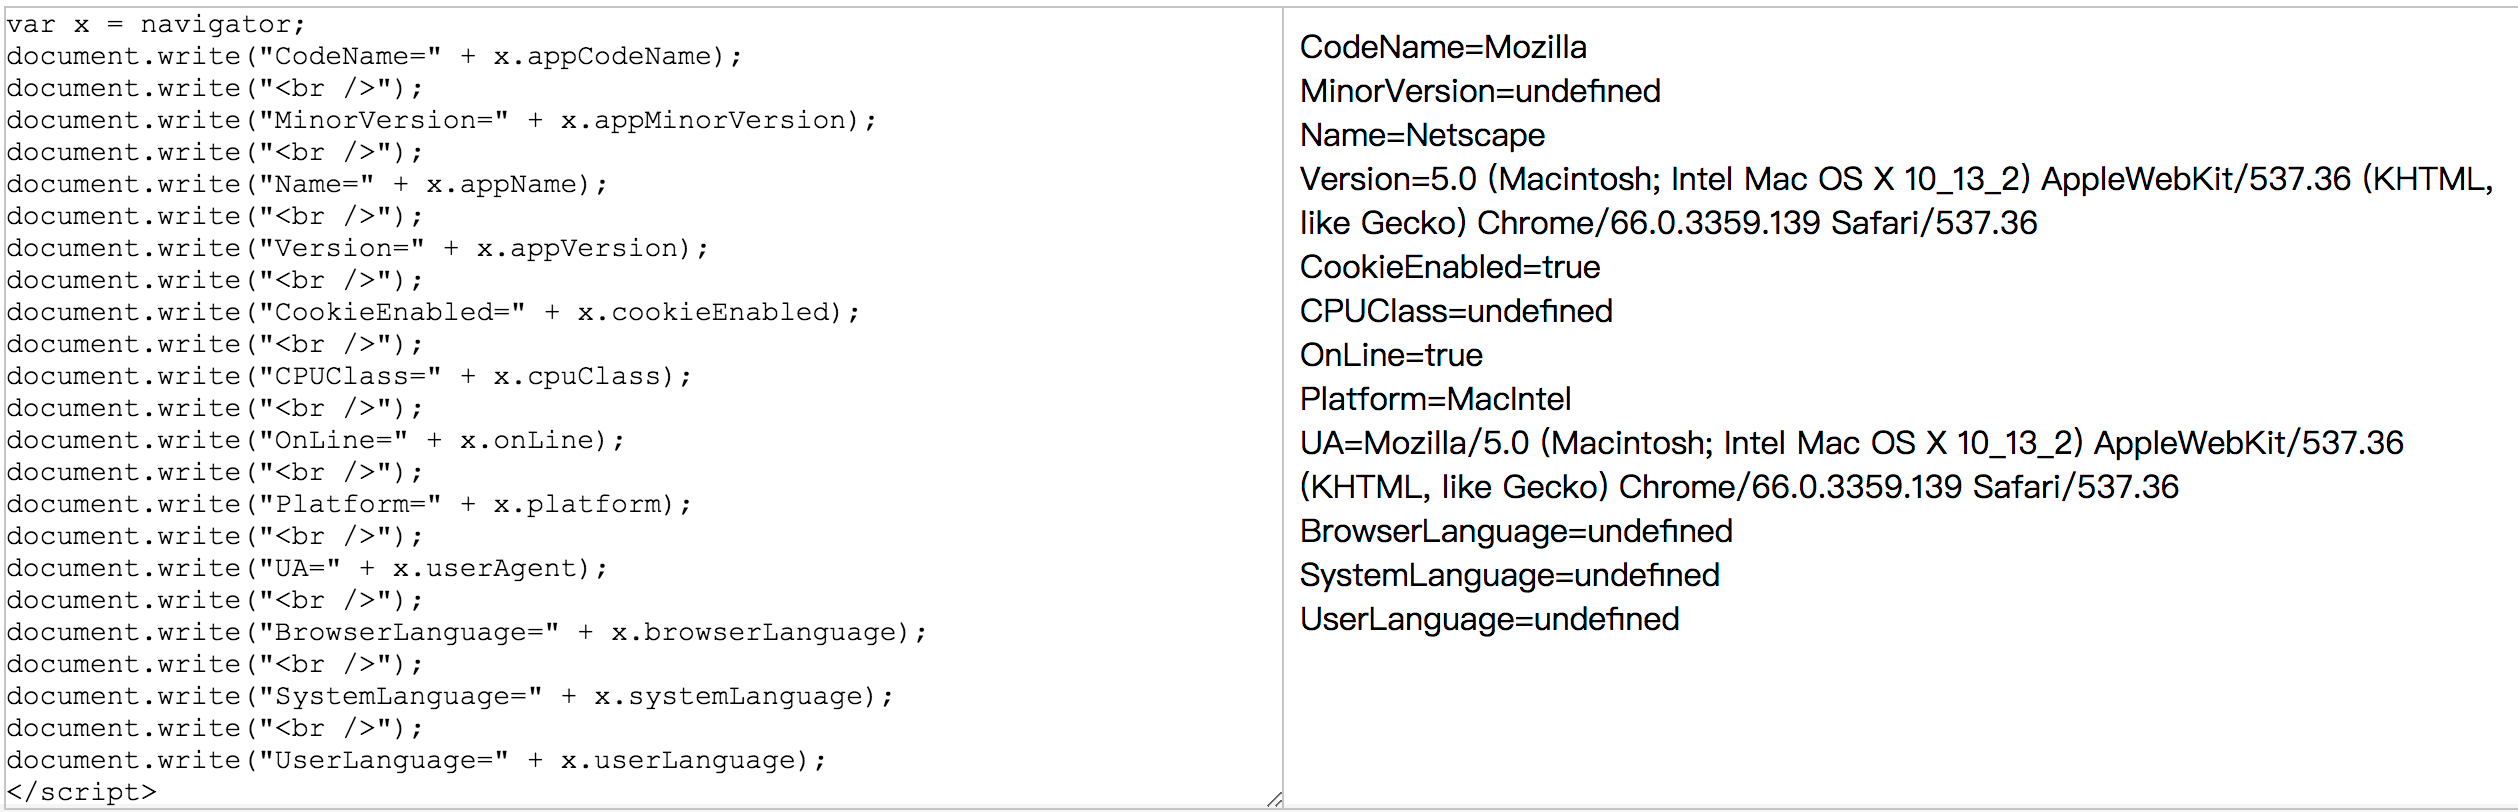 var x = navigator;
document.write("CodeName=" + x.appCodeName);
document.write("<br />");
document.write("MinorVersion=" + x.appMinorVersion);
document.write("<br />");
document.write("Name=" + x.appName);
document.write("<br />");
document.write("Version=" + x.appVersion);
document.write("<br />");
document.write("CookieEnabled=" + x.cookieEnabled);
document.write("<br />");
document.write("CPUClass=" + x.cpuClass);
document.write("<br />");
document.write("OnLine=" + x.onLine);
document.write("<br />");
document.write("Platform=" + x.platform);
document.write("<br />");
document.write("UA=" + x.userAgent);
document.write("<br />");
document.write("BrowserLanguage=" + x.browserLanguage);
document.write("<br />");
document.write("SystemLanguage=" + x.systemLanguage);
document.write("<br />");
document.write("UserLanguage=" + x.userLanguage);
</script>
CodeName=Mozilla
MinorVersion=undefined
Name=Netscape
Version=5.0 (Macintosh; Intel Mac OS X 10_13_2) AppleWebKit/537.36 (KHTML,
like Gecko) Chrome/66.0.3359.139 Safari/537.36
CookieEnabled=true
CPUClass=undefined
OnLine=true
Platform=MacIntel
UA=Mozilla/5.0 (Macintosh; Intel Mac OS X 10_13_2) AppleWebKit/537.36
(KHTML, like Gecko) Chrome/66.0.3359.139 Safari/537.36
BrowserLanguage=undefined
SystemLanguage=undefined
UserLanguage=undefined